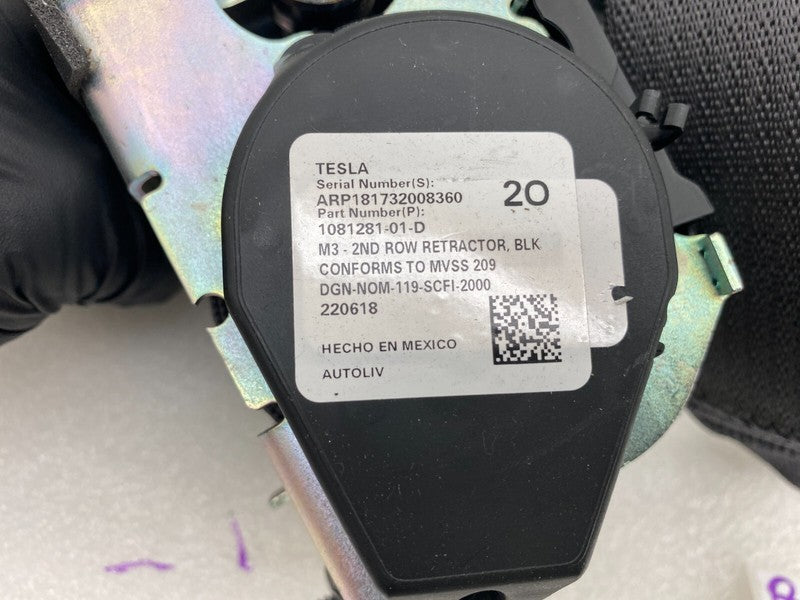 TESLA
Serial Number(S):
ARP181732008360
20
Part Number(P):
1081281-01-D
M3 - 2ND ROW RETRACTOR, BLK
CONFORMS TO MVSS 209
DGN-NOM-119-SCFI-2000
220618
HECHO EN MEXICO
AUTOLIV